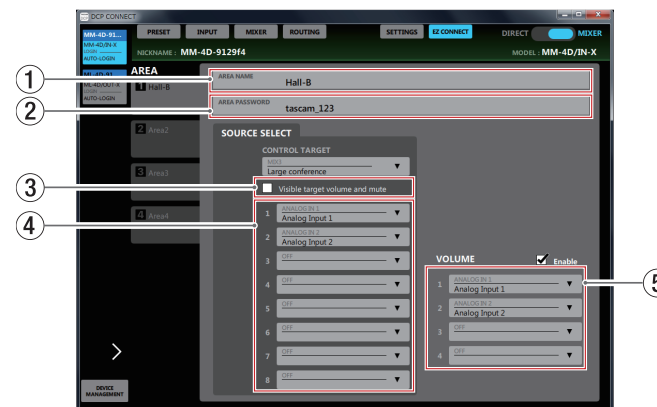 DCP CONNECT
MM-4D-91...
MM-4D/IN-X
LOGIN
AUTO-LOGIN
PRESET
INPUT
MIXER
ROUTING
SETTINGS
EZ CONNECT
DIRECT
MIXER
NICKNAME : MM-4D-9129f4
MODEL : MM-4D/IN-X
ML-4D-91...
ML-4D/OUT-X
LOGIN
AUTO-LOGIN
AREA
1 Hall-B
2 Area2
3 Area3
4 Area4
1
AREA NAME
Hall-B
2
AREA PASSWORD
tascam_123
SOURCE SELECT
CONTROL TARGET
MIX3
Large conference
3
Visible target volume and mute
4
1 ANALOG IN 1
Analog Input 1
2 ANALOG IN 2
Analog Input 2
3 OFF
4 OFF
5 OFF
6 OFF
7 OFF
8 OFF
VOLUME
Enable
5
1 ANALOG IN 1
Analog Input 1
2 ANALOG IN 2
Analog Input 2
3 OFF
4 OFF
DEVICE
MANAGEMENT